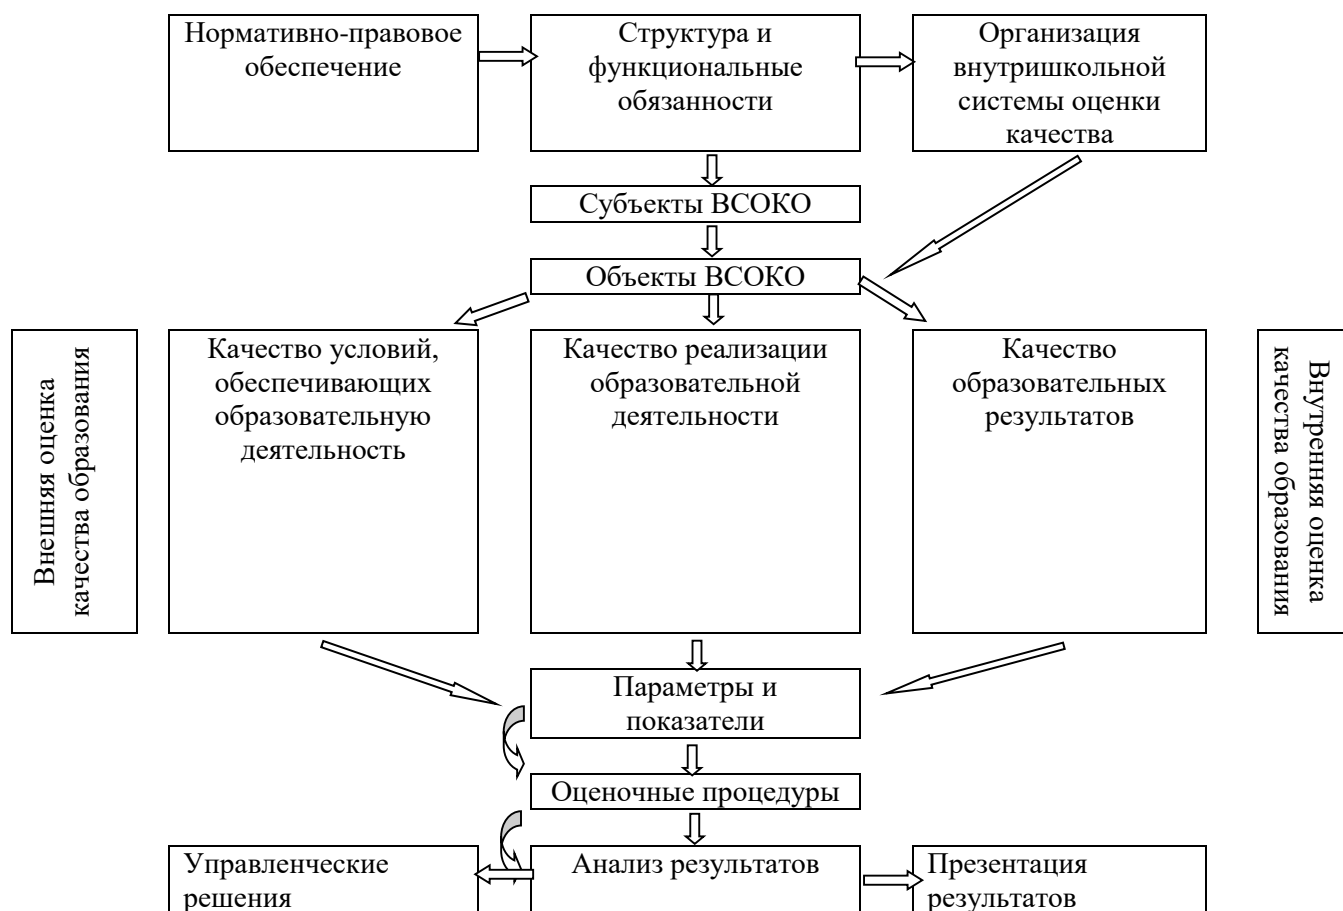 Нормативно-правовое
обеспечение
Структура и
функциональные
обязанности
Организация
внутришкольной
системы оценки
качества
Субъекты ВСОКО
Объекты ВСОКО
Внешняя оценка
качества образования
Качество условий,
обеспечивающих
образовательную
деятельность
Качество реализации
образовательной
деятельности
Качество
образовательных
результатов
Внутренняя оценка
качества образования
Параметры и
показатели
Оценочные процедуры
Управленческие
решения
Анализ результатов
Презентация
результатов